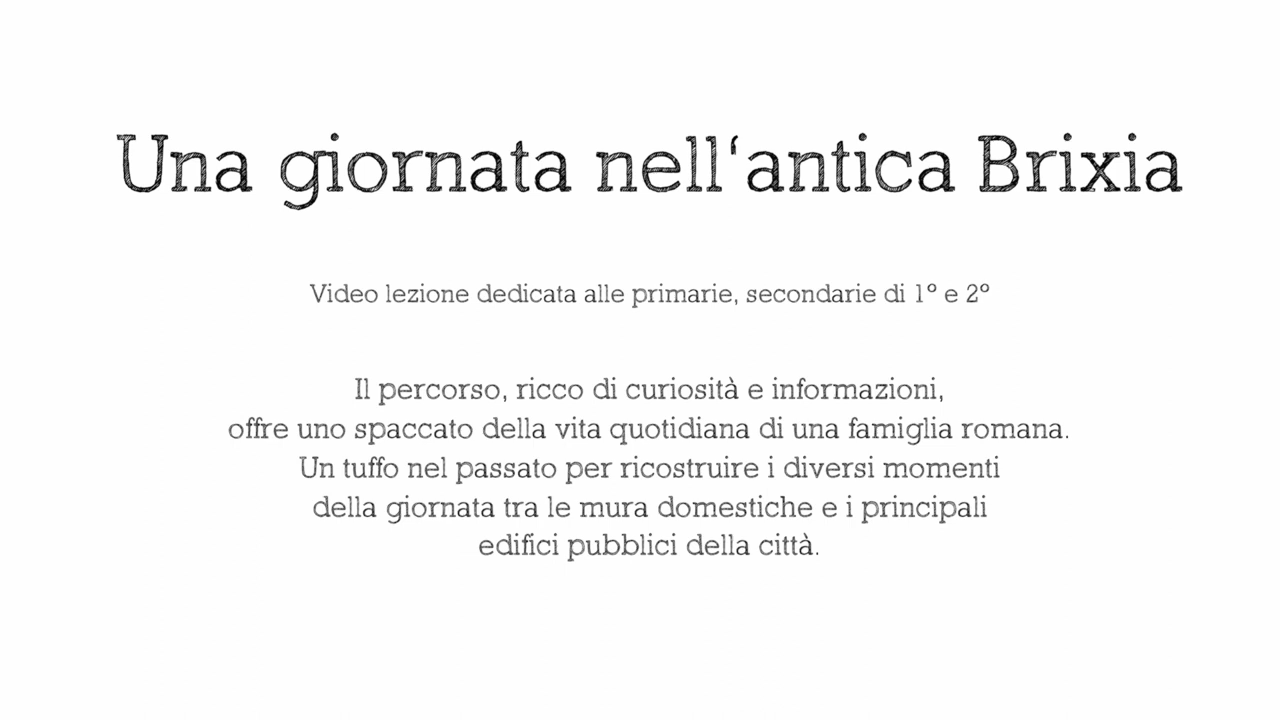 Una giornata nell‘antica Brixia
Video lezione dedicata alle primarie, secondarie di 1° e 2°
Il percorso, ricco di curiosità e informazioni,
offre uno spaccato della vita quotidiana di una famiglia romana.
Un tuffo nel passato per ricostruire i diversi momenti
della giornata tra le mura domestiche e i principali
edifici pubblici della città.